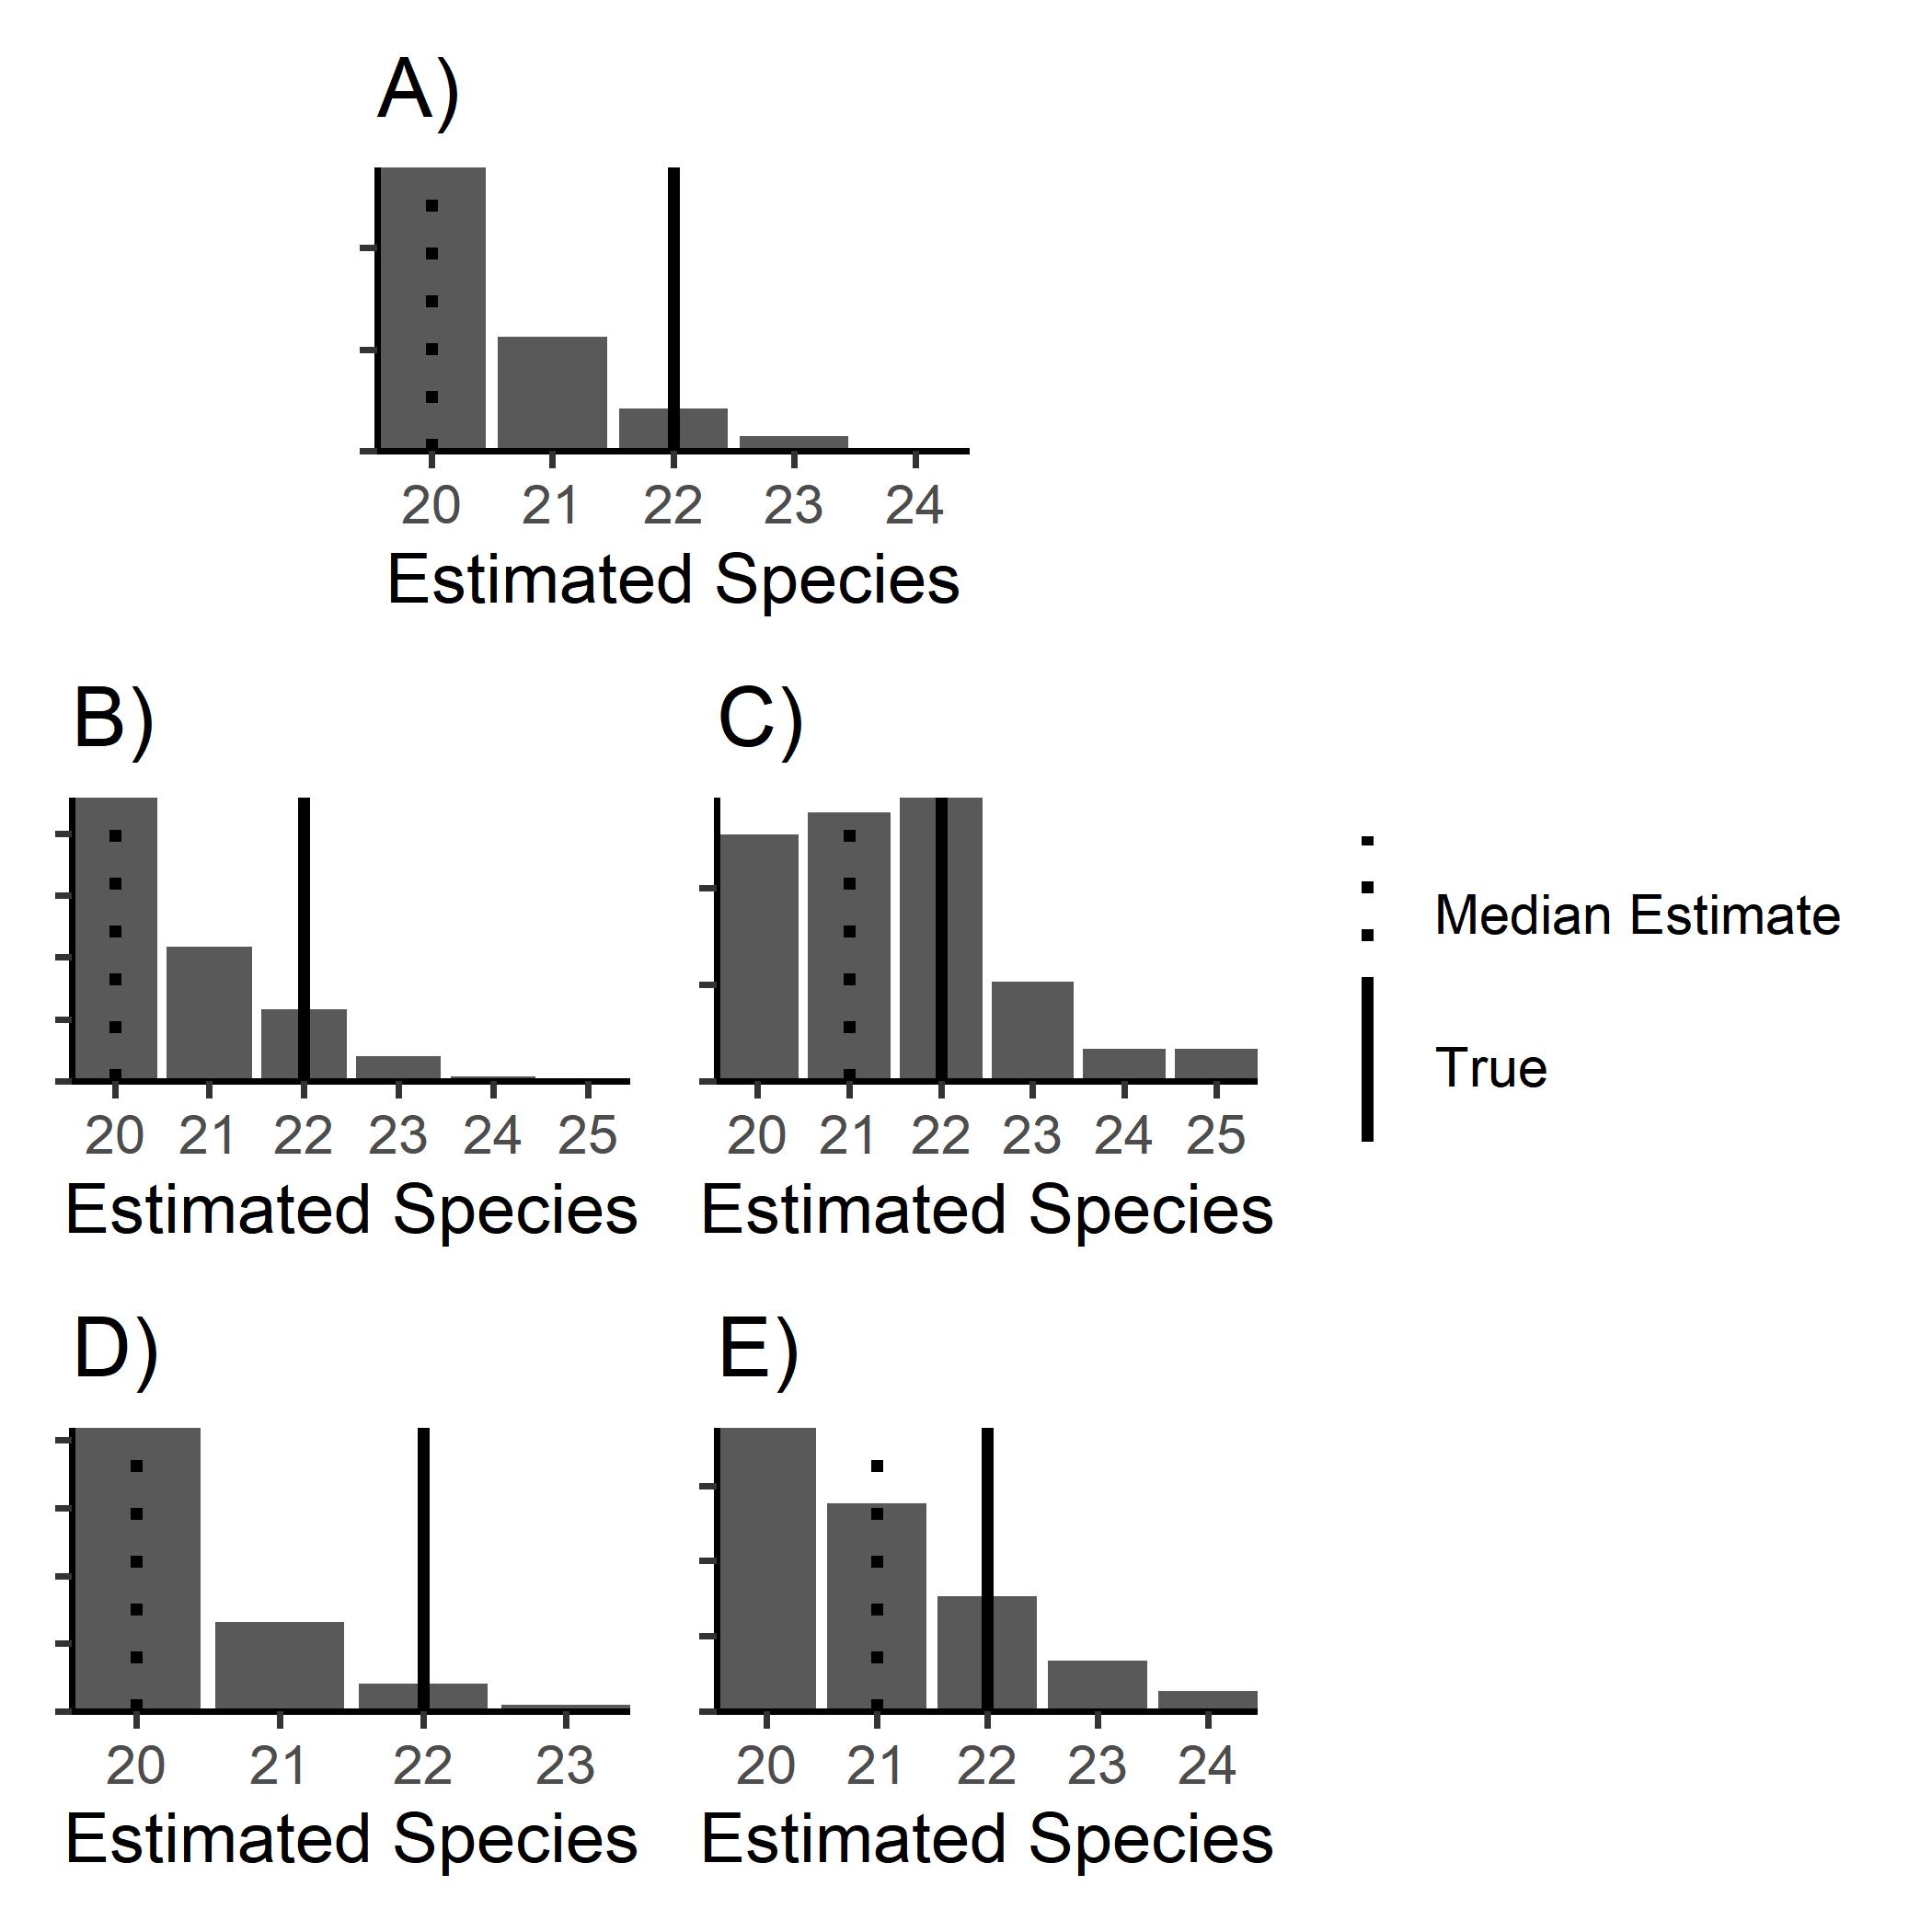 A)
20 21 22 23 24
Estimated Species
B)
20 21 22 23 24 25
Estimated Species
C)
20 21 22 23 24 25
Estimated Species
Median Estimate
True
D)
20 21 22 23
Estimated Species
E)
20 21 22 23 24
Estimated Species